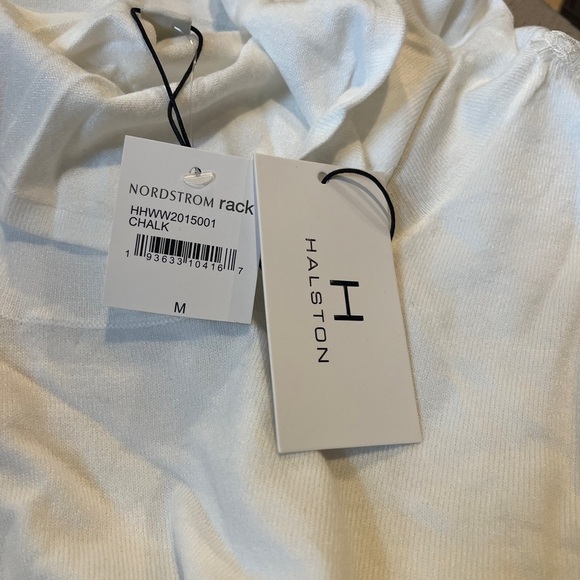 NORDSTROM rack
HHWW2015001
CHALK
1 93633 10416 7
M
H
HALSTON